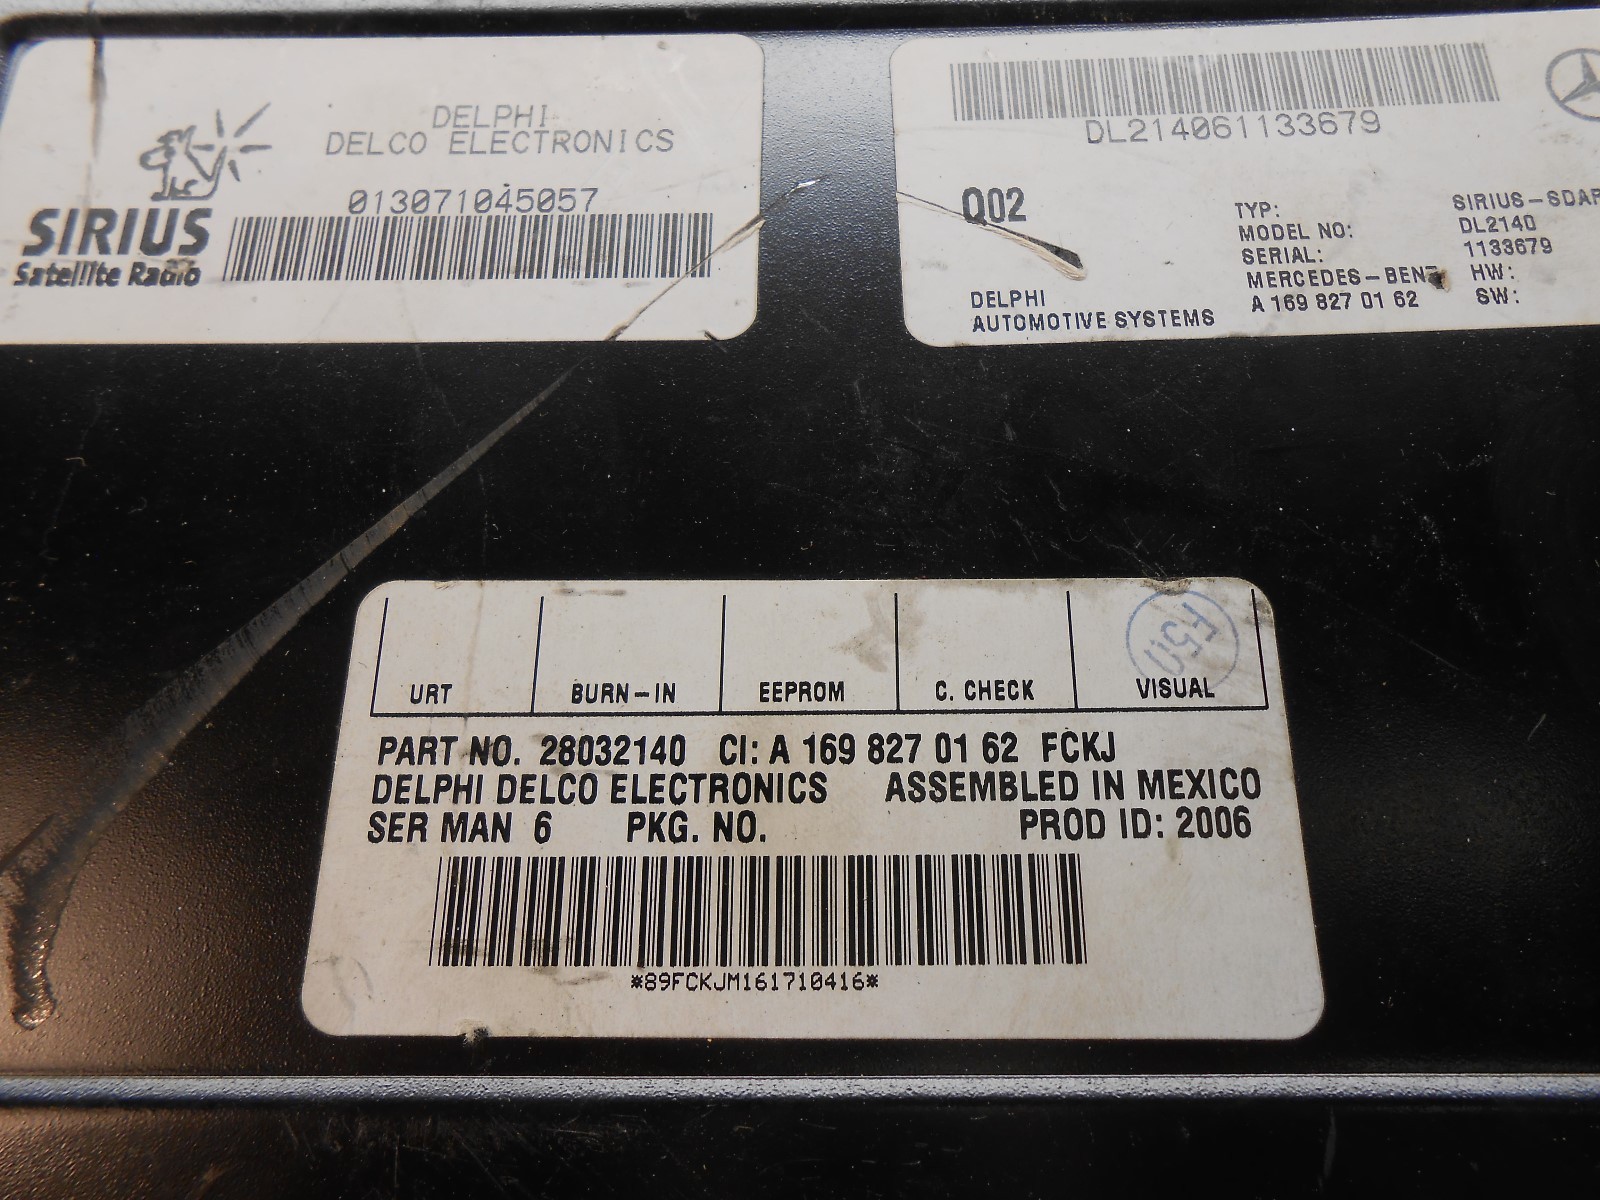 DELPHI
DELCO ELECTRONICS
013071045057
SIRIUS
Satellite Radio
DL214061133679
Q02
DELPHI
AUTOMOTIVE SYSTEMS
TYP: SIRIUS-SDAR
MODEL NO: DL2140
SERIAL: 1133679
MERCEDES-BENZ HW:
A 169 827 01 62 SW:
F50
URT BURN-IN EEPROM C. CHECK VISUAL
PART NO. 28032140 CI: A 169 827 01 62 FCKJ
DELPHI DELCO ELECTRONICS ASSEMBLED IN MEXICO
SER MAN 6 PKG. NO. PROD ID: 2006
*89FCKJM161710416*